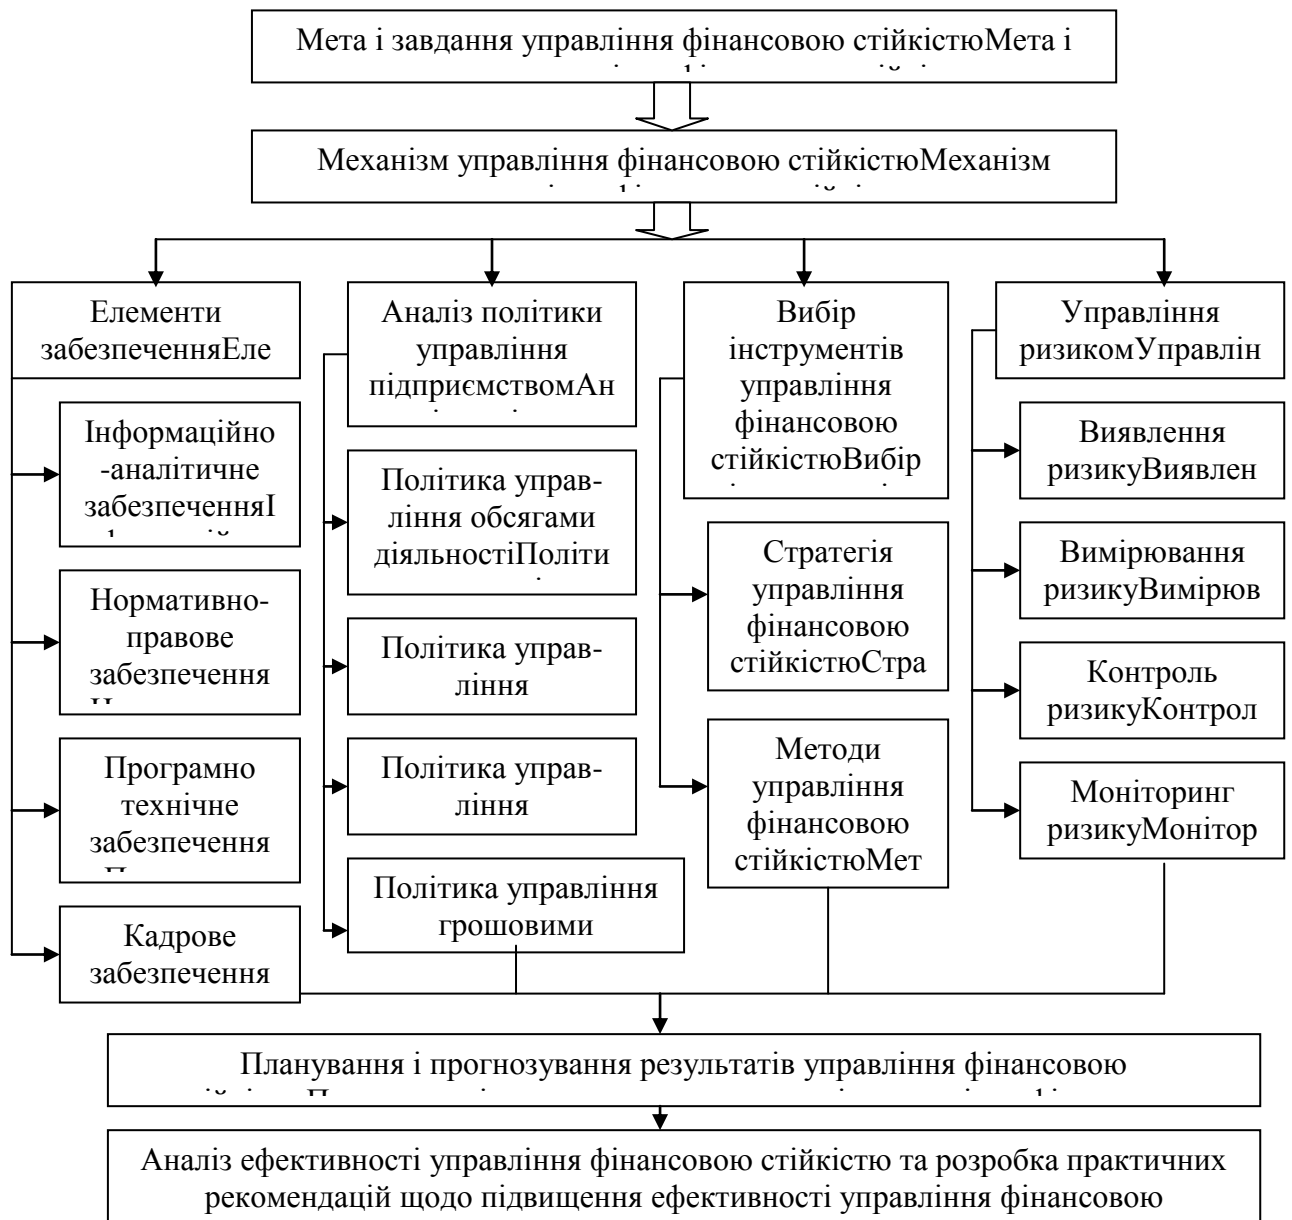 Мета і завдання управління фінансовою стійкістюМета і
Механізм управління фінансовою стійкістюМеханізм
Елементи
забезпеченняЕле
Інформаційно
-аналітичне
забезпеченняІ
Нормативно-
правове
забезпечення
Програмно
технічне
забезпечення
Кадрове
забезпечення
Аналіз політики
управління
підприємствомАн
Політика управ-
ління обсягами
діяльностіПоліти
Політика управ-
ління
Політика управ-
ління
Політика управління
грошовими
Вибір
інструментів
управління
фінансовою
стійкістюВибір
Стратегія
управління
фінансовою
стійкістюСтра
Методи
управління
фінансовою
стійкістюМет
Управління
ризикомУправлін
Виявлення
ризикуВиявлен
Вимірювання
ризикуВимірюв
Контроль
ризикуКонтрол
Моніторинг
ризикуМонітор
Планування і прогнозування результатів управління фінансовою
Аналіз ефективності управління фінансовою стійкістю та розробка практичних
рекомендацій щодо підвищення ефективності управління фінансовою